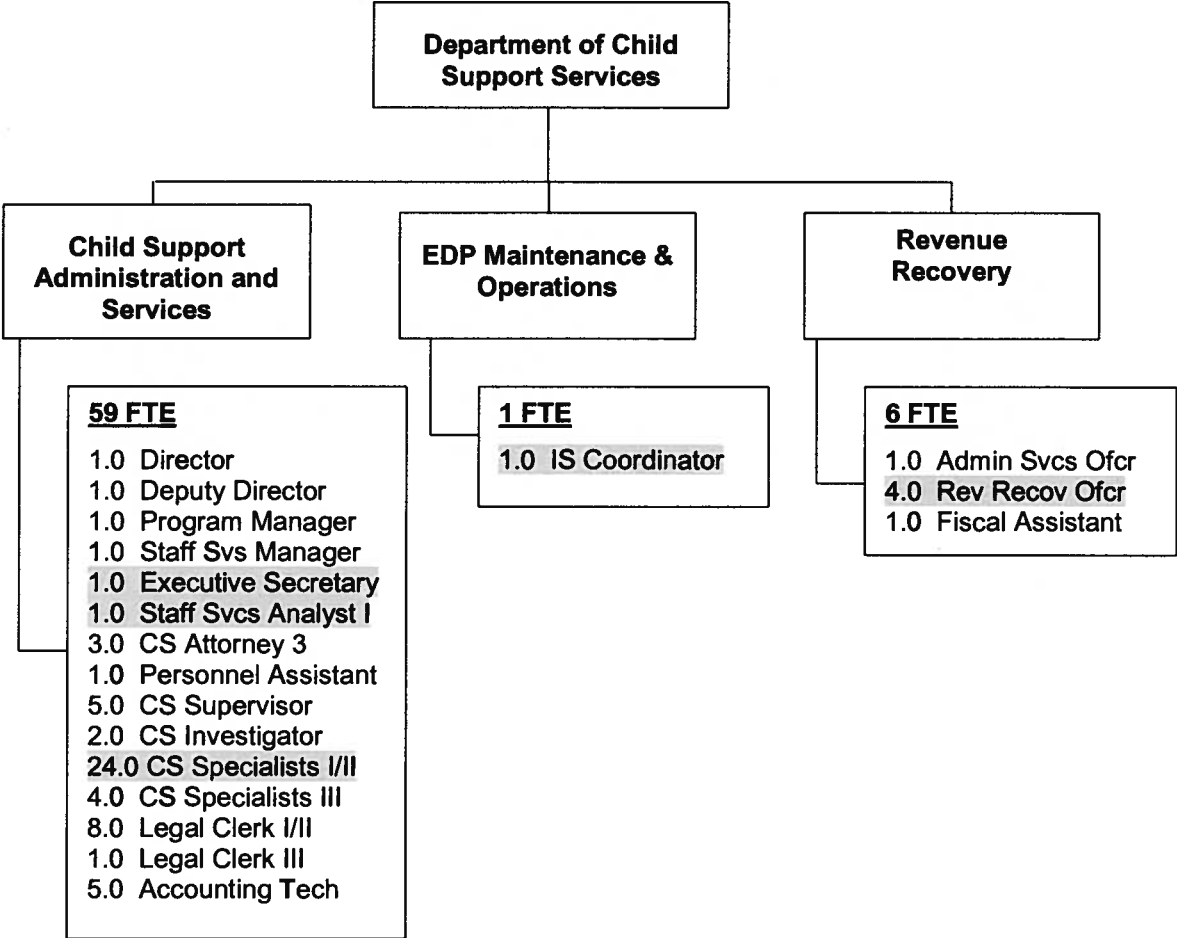 Department of Child
Support Services
Child Support
Administration and
Services
EDP Maintenance &
Operations
Revenue
Recovery
59 FTE
1.0 Director
1.0 Deputy Director
1.0 Program Manager
1.0 Staff Svs Manager
1.0 Executive Secretary
1.0 Staff Svcs Analyst I
3.0 CS Attorney 3
1.0 Personnel Assistant
5.0 CS Supervisor
2.0 CS Investigator
24.0 CS Specialists I/II
4.0 CS Specialists III
8.0 Legal Clerk I/II
1.0 Legal Clerk III
5.0 Accounting Tech
1 FTE
1.0 IS Coordinator
6 FTE
1.0 Admin Svcs Ofcr
4.0 Rev Recov Ofcr
1.0 Fiscal Assistant